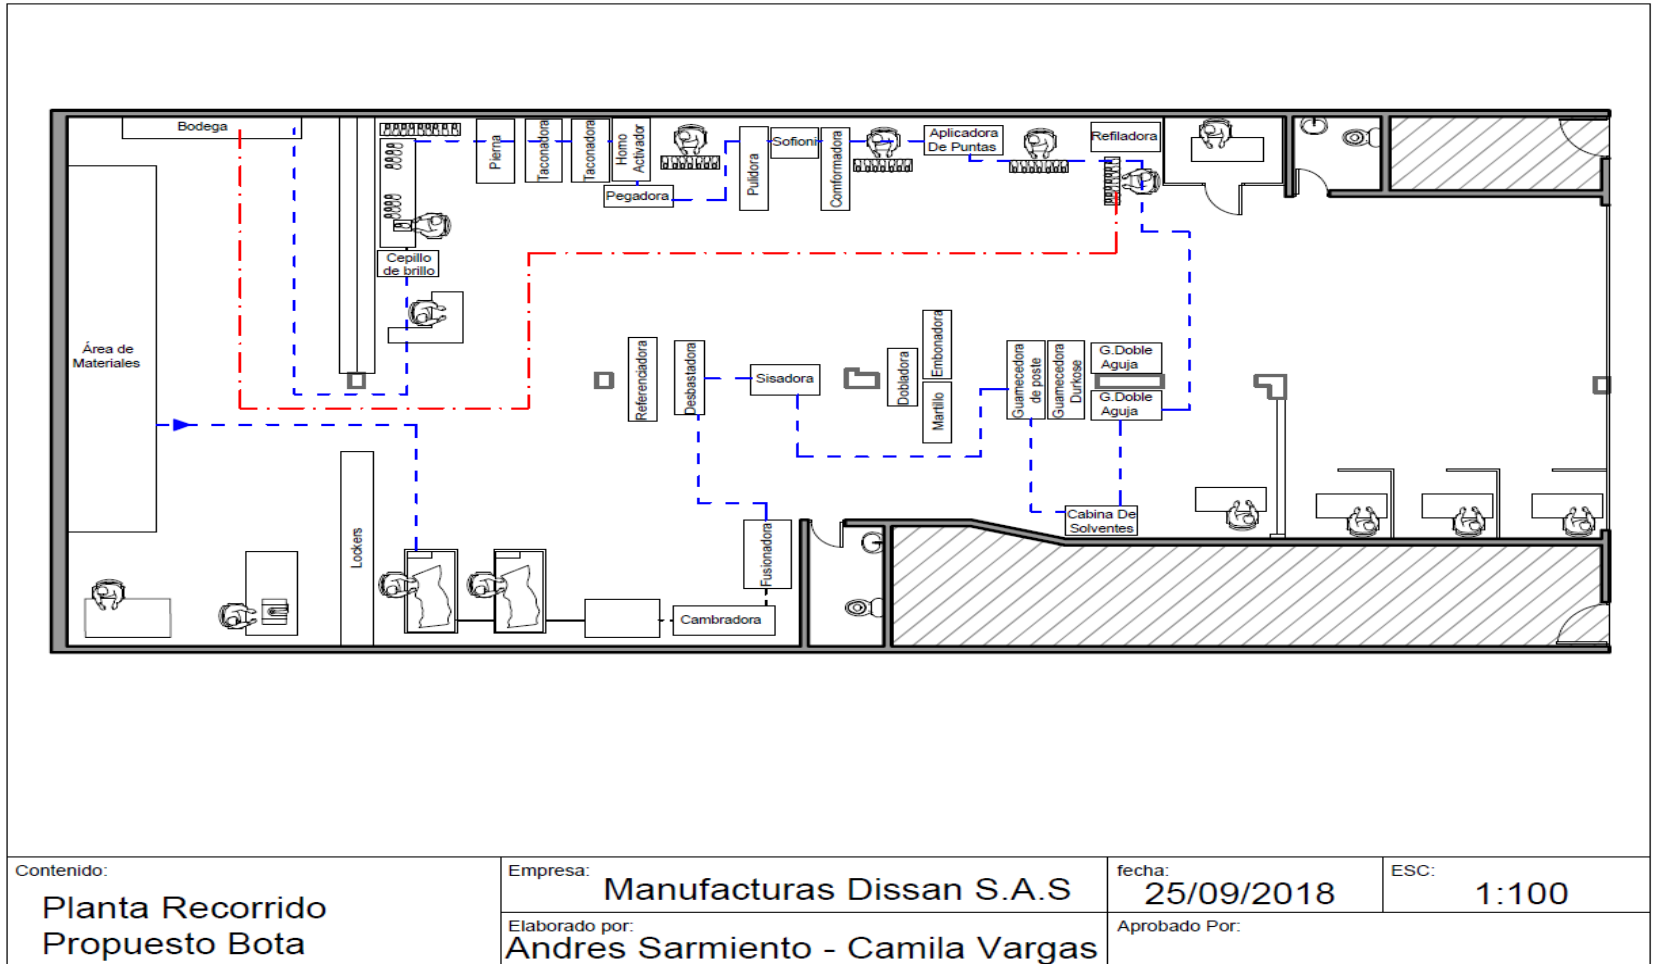 Bodega
Pierna
Taconadora
Taconadora
Horno
Activador
Pegadora
Pulidora
Sofioni
Comformadora
Aplicadora
De Puntas
Refiladora
Cepillo
de brillo
Área de
Materiales
Referenciadora
Desbastadora
Sisadora
Dobladora
Embonadora
Martillo
Guarnecedora
de poste
Guarnecedora
Durkose
G.Doble
Aguja
G.Doble
Aguja
Lockers
Cabina De
Solventes
Fusionadora
Cambradora
Contenido:
Planta Recorrido
Propuesto Bota
Empresa:
Manufacturas Dissan S.A.S
Elaborado por:
Andres Sarmiento - Camila Vargas
fecha:
25/09/2018
ESC:
1:100
Aprobado Por: